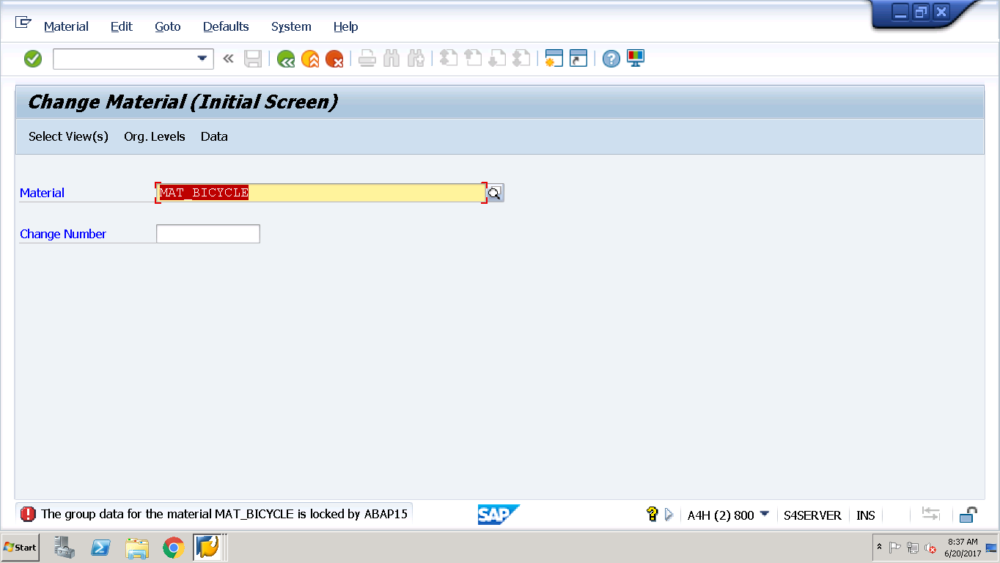 Material Edit Goto Defaults System Help
Change Material (Initial Screen)
Select View(s) Org. Levels Data
Material MAT_BICYCLE
Change Number
The group data for the material MAT_BICYCLE is locked by ABAP15 SAP A4H (2) 800 S4SERVER INS
Start 8:37 AM
6/20/2017